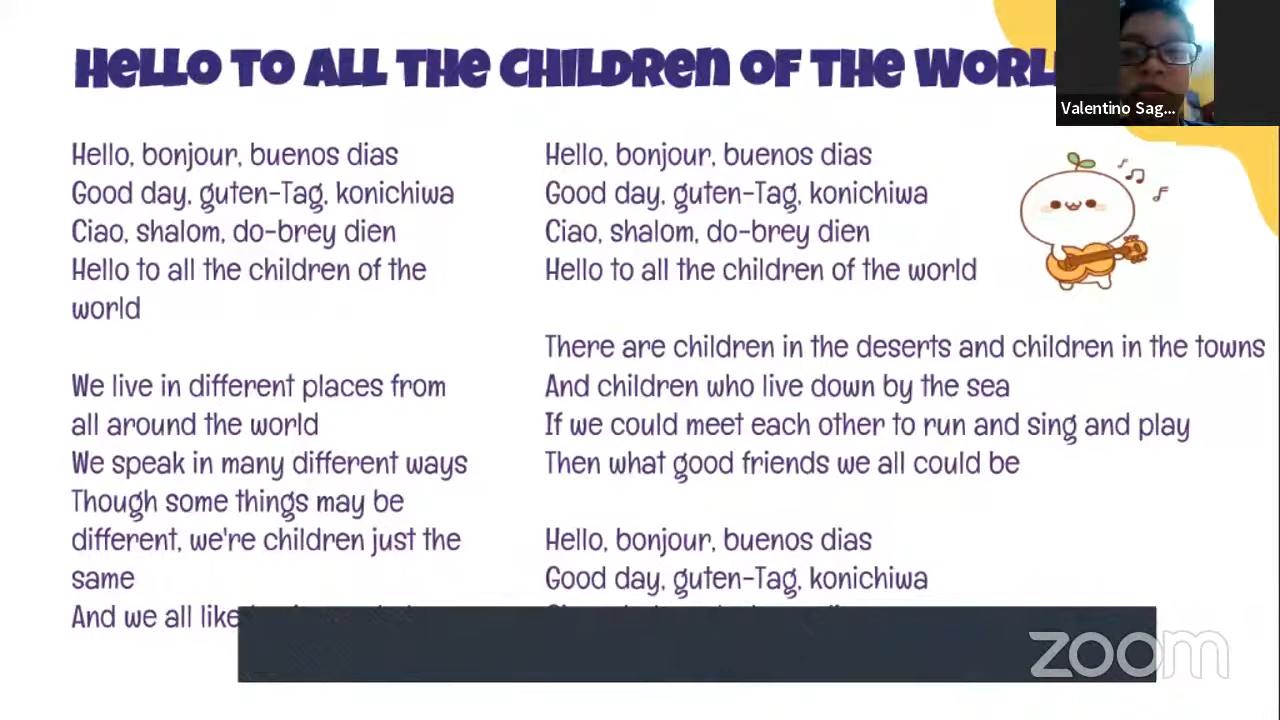 Hello to all the children of the worl
Valentino Sag...
Hello, bonjour, buenos dias
Good day, guten-Tag, konichiwa
Ciao, shalom, do-brey dien
Hello to all the children of the
world
We live in different places from
all around the world
We speak in many different ways
Though some things may be
different, we're children just the
same
And we all like
Hello, bonjour, buenos dias
Good day, guten-Tag, konichiwa
Ciao, shalom, do-brey dien
Hello to all the children of the world
There are children in the deserts and children in the towns
And children who live down by the sea
If we could meet each other to run and sing and play
Then what good friends we all could be
Hello, bonjour, buenos dias
Good day, guten-Tag, konichiwa
zoom